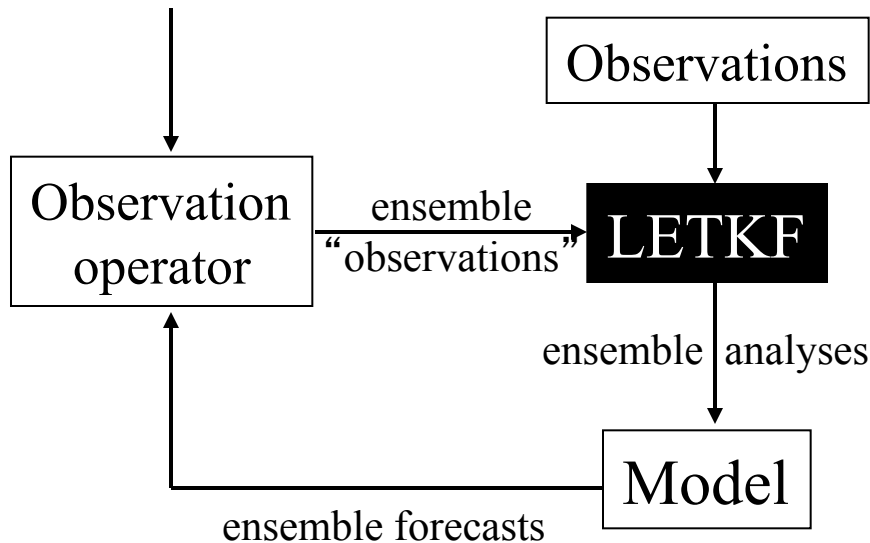 Observations
Observation
operator
ensemble
“observations”
LETKF
ensemble analyses
Model
ensemble forecasts